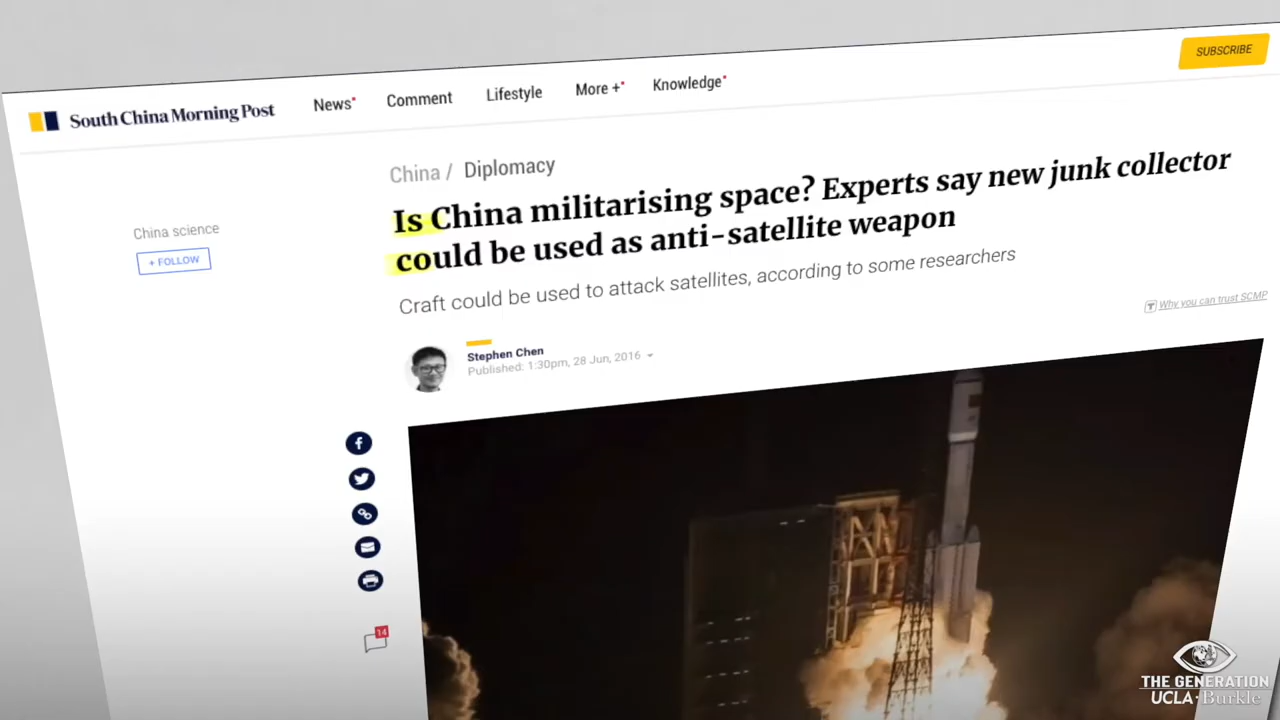 SUBSCRIBE
South China Morning Post News Comment Lifestyle More + Knowledge
China / Diplomacy
Is China militarising space? Experts say new junk collector
could be used as anti-satellite weapon
China science
+ FOLLOW
Craft could be used to attack satellites, according to some researchers
Why you can trust SCMP
Stephen Chen
Published: 1:30pm, 28 Jun, 2016
14
THE GENERATION
UCLA · Burkle